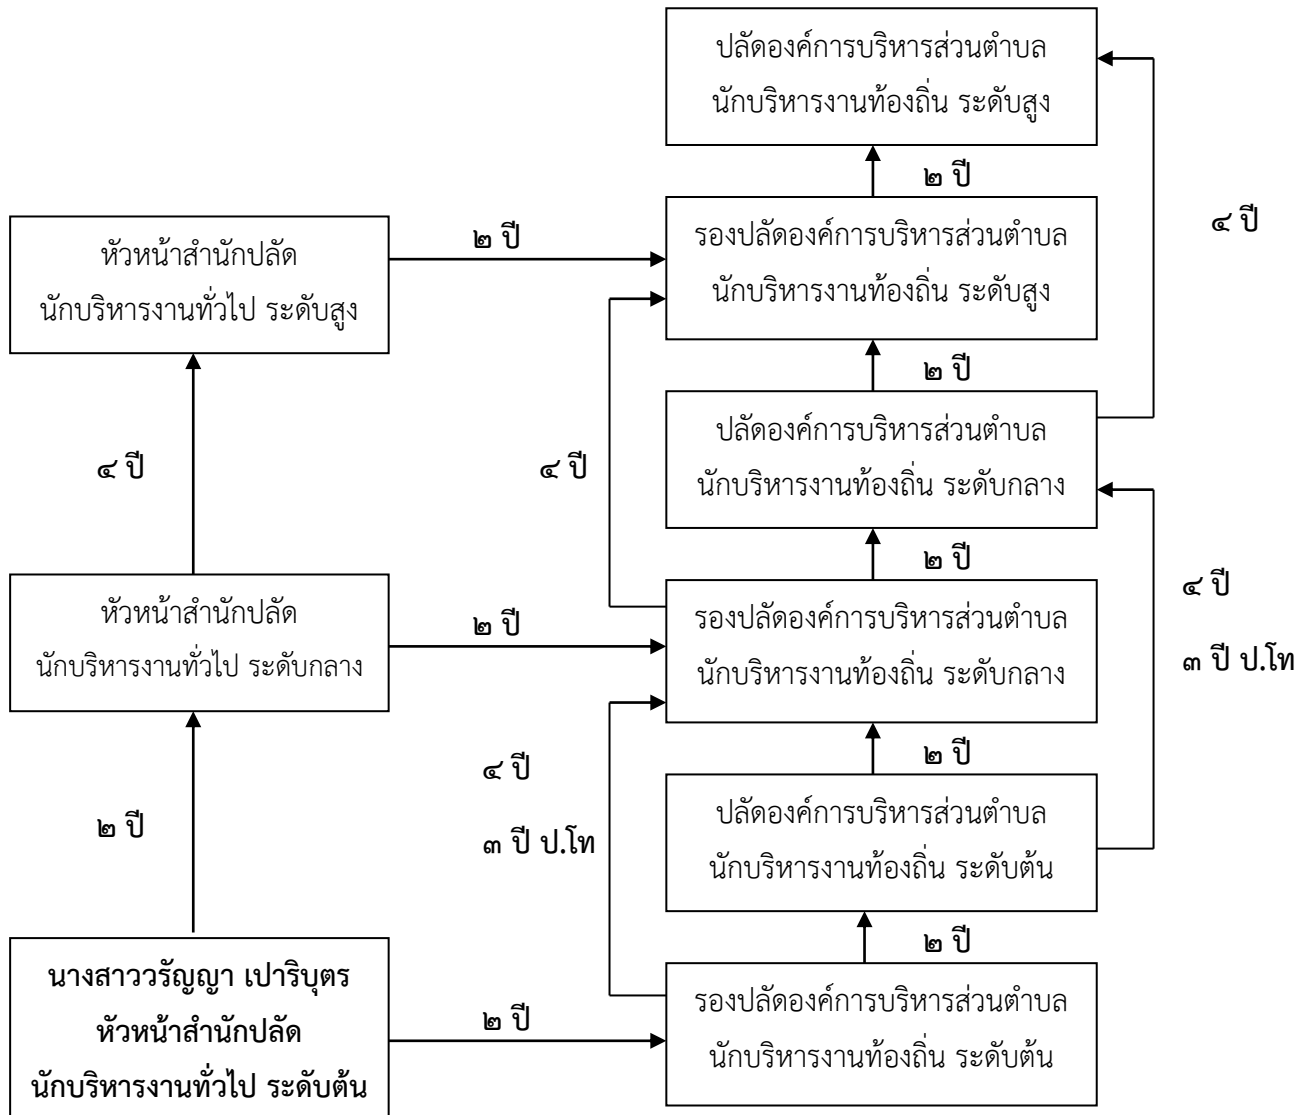 ปลัดองค์การบริหารส่วนตำบล
นักบริหารงานท้องถิ่น ระดับสูง
๒ ปี
๔ ปี
หัวหน้าสำนักปลัด
นักบริหารงานทั่วไป ระดับสูง
๒ ปี
รองปลัดองค์การบริหารส่วนตำบล
นักบริหารงานท้องถิ่น ระดับสูง
๒ ปี
๔ ปี
๔ ปี
ปลัดองค์การบริหารส่วนตำบล
นักบริหารงานท้องถิ่น ระดับกลาง
๒ ปี
๔ ปี
๓ ปี ป.โท
หัวหน้าสำนักปลัด
นักบริหารงานทั่วไป ระดับกลาง
๒ ปี
รองปลัดองค์การบริหารส่วนตำบล
นักบริหารงานท้องถิ่น ระดับกลาง
๒ ปี
๒ ปี
๔ ปี
๓ ปี ป.โท
ปลัดองค์การบริหารส่วนตำบล
นักบริหารงานท้องถิ่น ระดับต้น
๒ ปี
นางสาววรัญญา เปาริบุตร
หัวหน้าสำนักปลัด
นักบริหารงานทั่วไป ระดับต้น
๒ ปี
รองปลัดองค์การบริหารส่วนตำบล
นักบริหารงานท้องถิ่น ระดับต้น